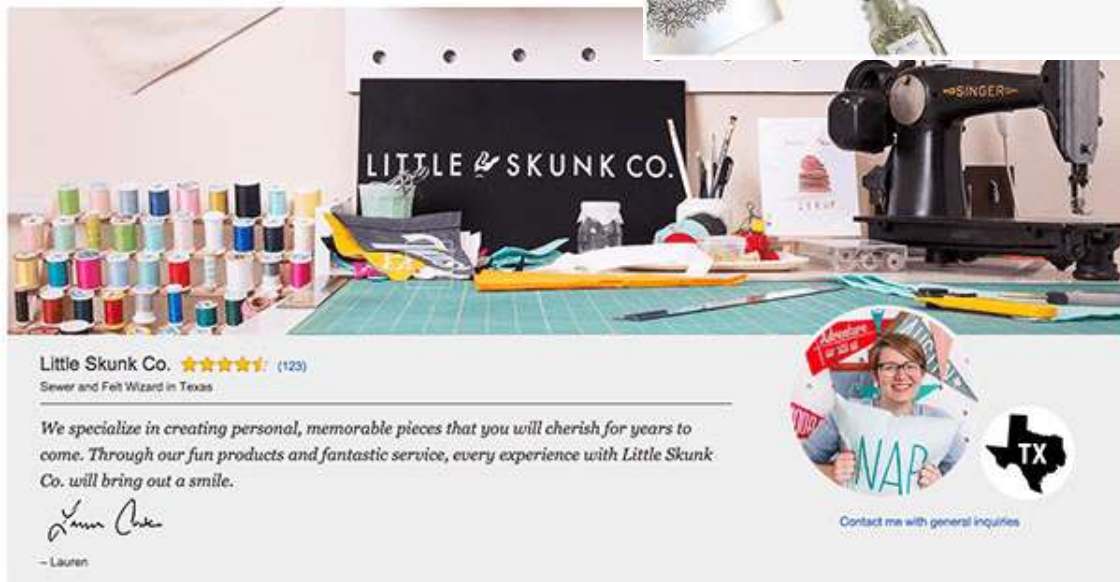 SINGER
LITTLE SKUNK CO.
SYRUP
Little Skunk Co. (123)
Sewer and Felt Wizard in Texas
We specialize in creating personal, memorable pieces that you will cherish for years to
come. Through our fun products and fantastic service, every experience with Little Skunk
Co. will bring out a smile.
– Lauren
Adventure
NAP
TX
Contact me with general inquiries